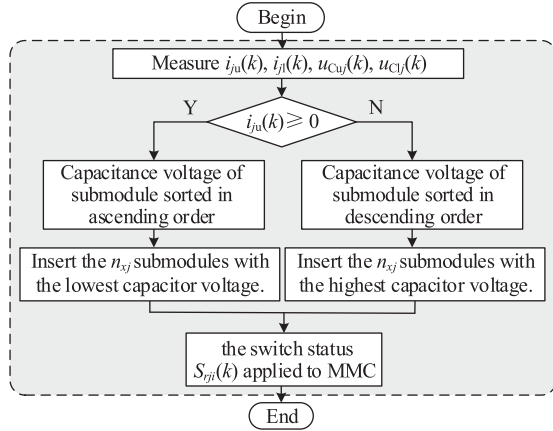 Begin
Measure i_ju(k), i_jl(k), u_Cuj(k), u_Clj(k)
Y
i_ju(k) ⩾ 0
N
Capacitance voltage of
submodule sorted in
ascending order
Capacitance voltage of
submodule sorted in
descending order
Insert the n_xj submodules with
the lowest capacitor voltage.
Insert the n_xj submodules with
the highest capacitor voltage.
the switch status
S_rji(k) applied to MMC
End